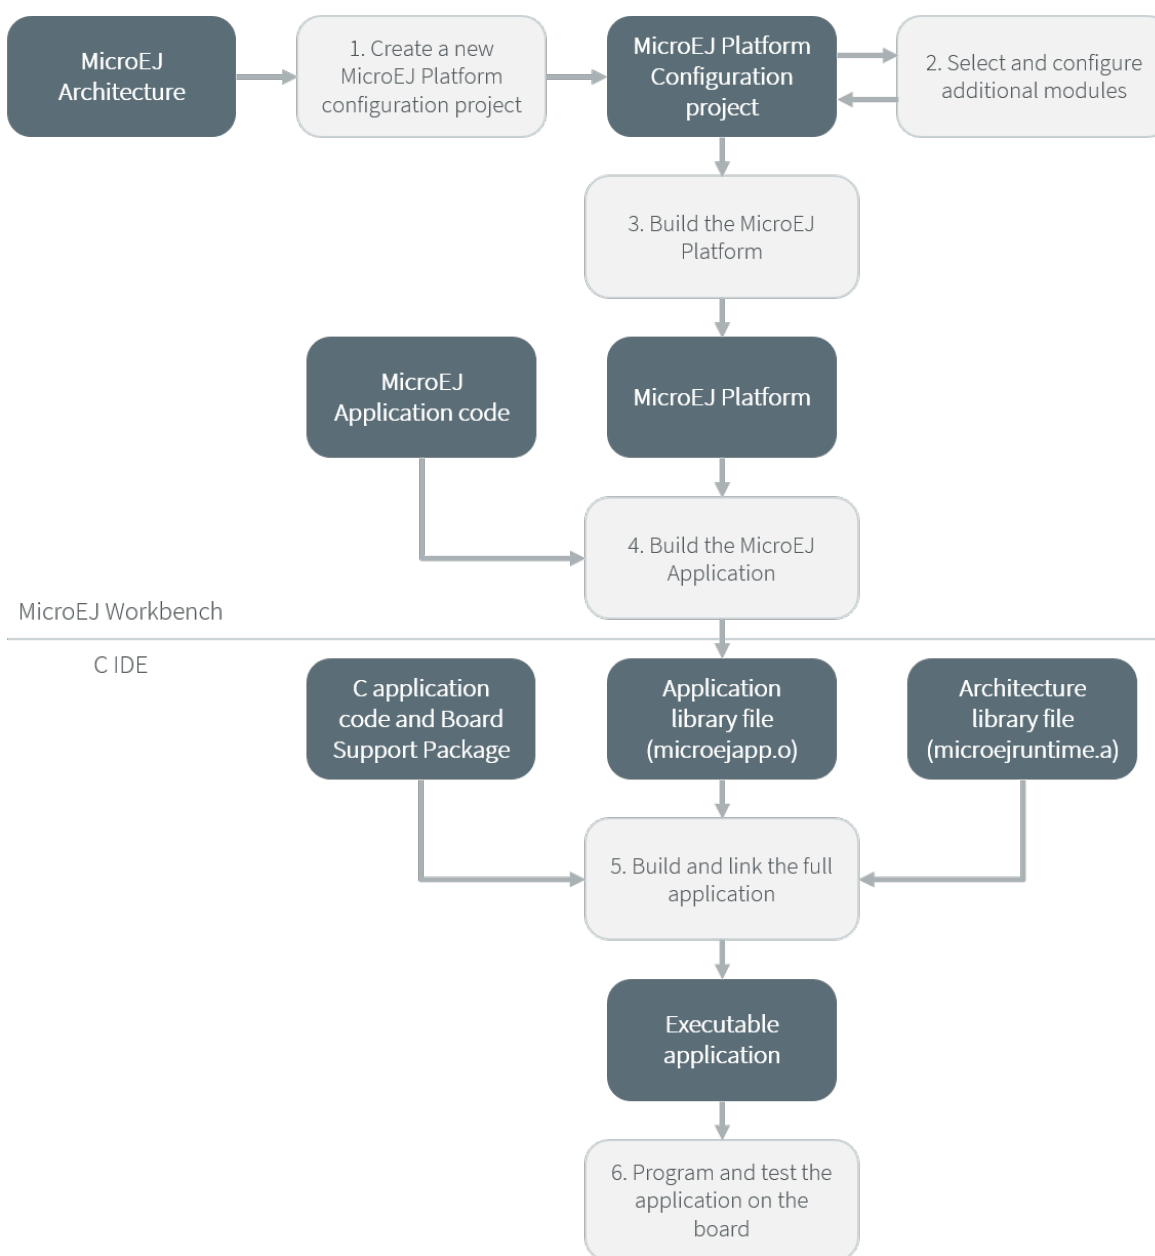 MicroEJ
Architecture
1. Create a new
MicroEJ Platform
configuration project
MicroEJ Platform
Configuration
project
2. Select and configure
additional modules
3. Build the MicroEJ
Platform
MicroEJ
Application code
MicroEJ Platform
4. Build the MicroEJ
Application
MicroEJ Workbench
C IDE
C application
code and Board
Support Package
Application
library file
(microejapp.o)
Architecture
library file
(microejruntime.a)
5. Build and link the full
application
Executable
application
6. Program and test the
application on the
board